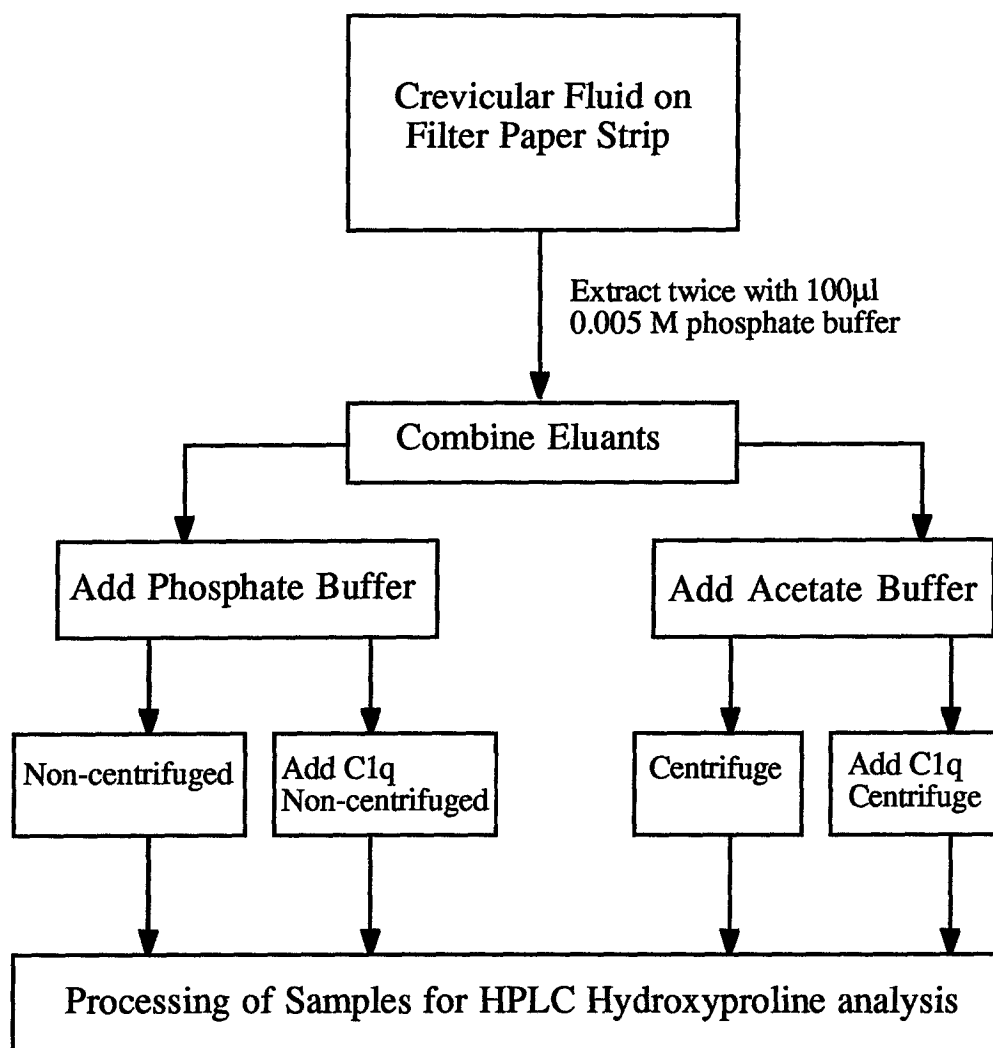 Crevicular Fluid on
Filter Paper Strip
Extract twice with 100µl
0.005 M phosphate buffer
Combine Eluants
Add Phosphate Buffer
Add Acetate Buffer
Non-centrifuged
Add C1q
Non-centrifuged
Centrifuge
Add C1q
Centrifuge
Processing of Samples for HPLC Hydroxyproline analysis